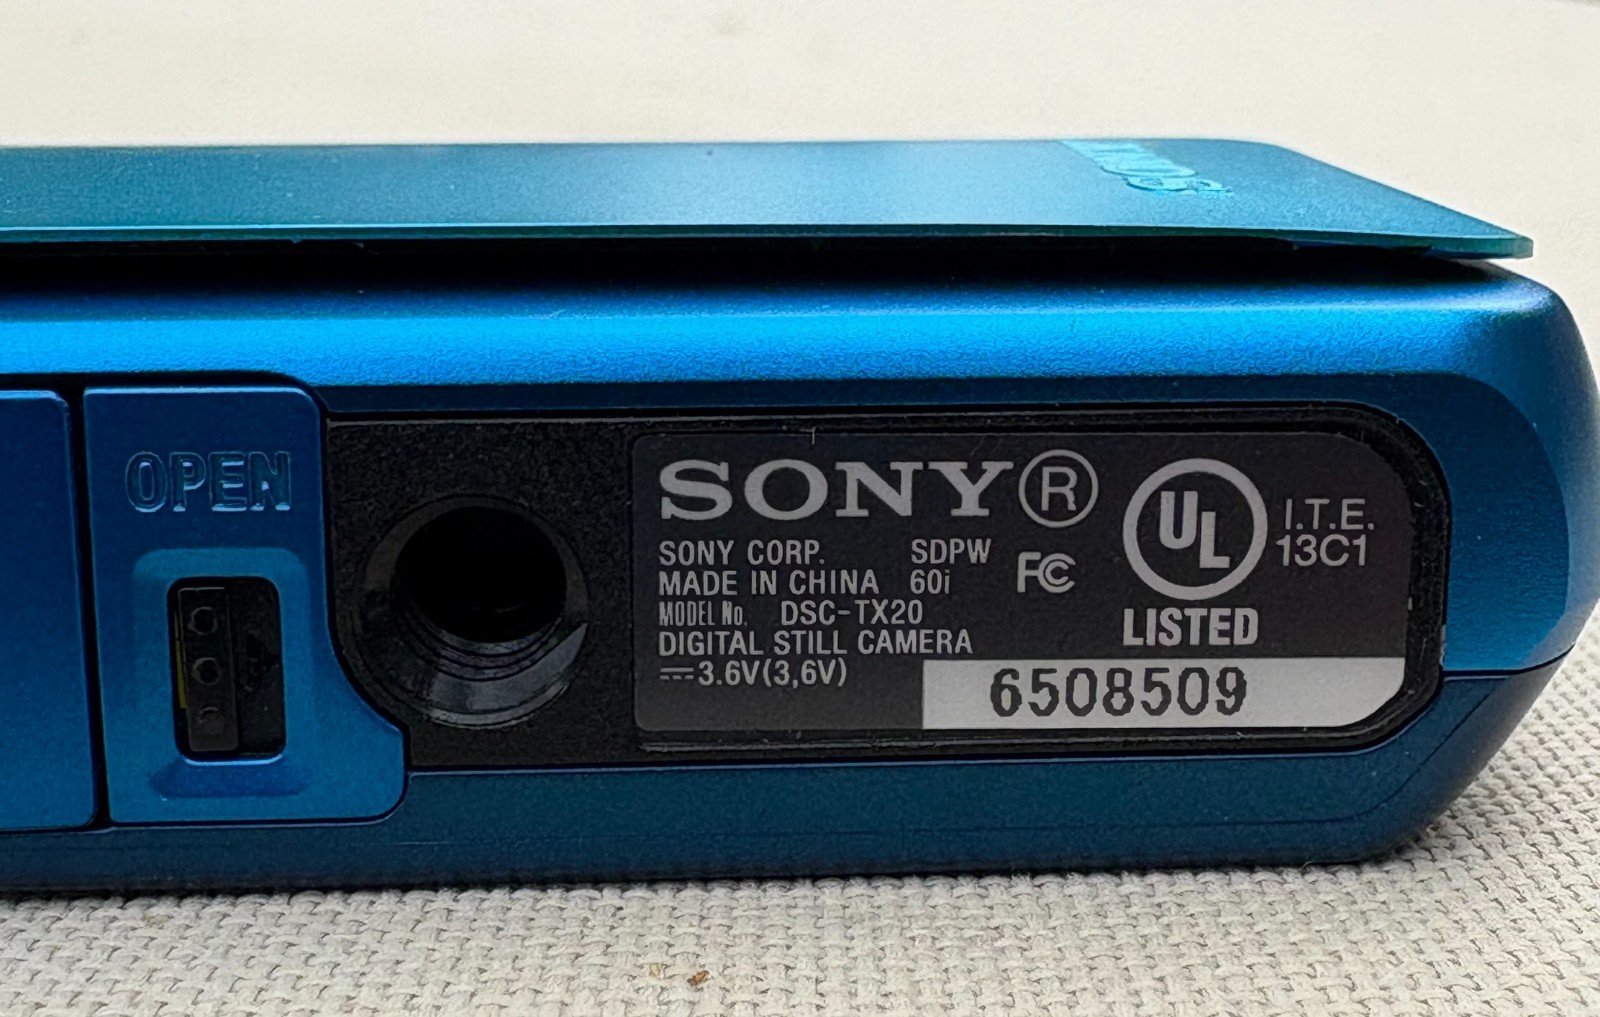 SONY
OPEN
SONY®
SONY CORP. SDPW
MADE IN CHINA 60i
MODEL No. DSC-TX20
DIGITAL STILL CAMERA
⎓3.6V(3,6V)
FC
UL
LISTED
I.T.E.
13C1
6508509